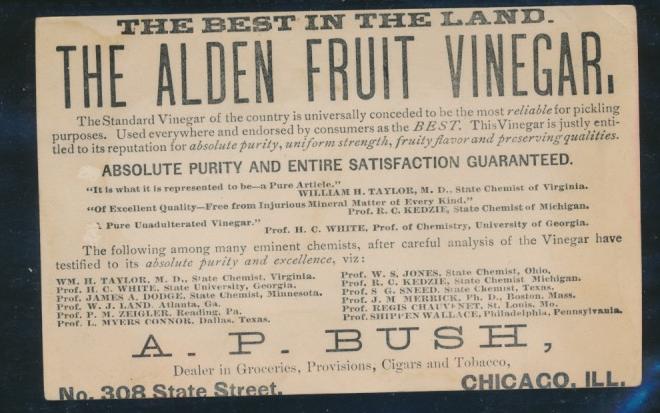 THE BEST IN THE LAND.
THE ALDEN FRUIT VINEGAR.
The Standard Vinegar of the country is universally conceded to be the most reliable for pickling
purposes. Used everywhere and endorsed by consumers as the BEST. This Vinegar is justly enti-
tled to its reputation for absolute purity, uniform strength, fruity flavor and preserving qualities.
ABSOLUTE PURITY AND ENTIRE SATISFACTION GUARANTEED.
"It is what it is represented to be—a Pure Article."
WILLIAM H. TAYLOR, M. D., State Chemist of Virginia.
"Of Excellent Quality—Free from Injurious Mineral Matter of Every Kind."
Prof. R. C. KEDZIE, State Chemist of Michigan.
Pure Unadulterated Vinegar."
Prof. H. C. WHITE, Prof. of Chemistry, University of Georgia.
The following among many eminent chemists, after careful analysis of the Vinegar have
testified to its absolute purity and excellence, viz:
WM. H. TAYLOR, M. D., State Chemist, Virginia.
Prof. H. C. WHITE, State University, Georgia.
Prof. JAMES A. DODGE, State Chemist, Minnesota.
Prof. W. J. LAND, Atlanta, Ga.
Prof. P. M. ZEIGLER, Reading, Pa.
Prof. L. MYERS CONNOR, Dallas, Texas.
Prof. W. S. JONES, State Chemist, Ohio.
Prof. R. C. KEDZIE, State Chemist Michigan.
Prof. S G. SNEED, State Chemist, Texas.
Prof. J. M MERRICK, Ph. D., Boston, Mass.
Prof. REGIS CHAUVENET, St. Louis, Mo.
Prof. SHIPPEN WALLACE, Philadelphia, Pennsylvania.
A. P. BUSH,
Dealer in Groceries, Provisions, Cigars and Tobacco,
No. 308 State Street, CHICAGO, ILL.